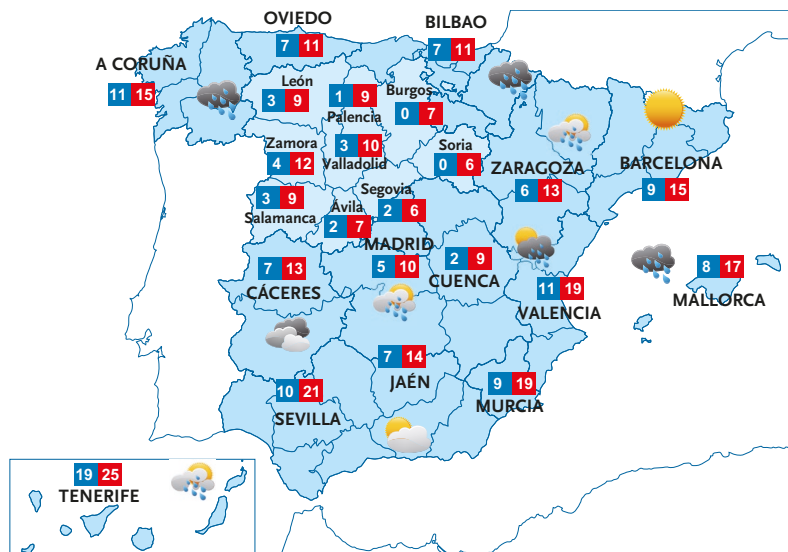 OVIEDO
7 11
BILBAO
7 11
A CORUÑA
11 15
León
3 9
1 9
Palencia
Burgos
0 7
Zamora
4 12
3 10
Valladolid
Soria
0 6
ZARAGOZA
6 13
BARCELONA
9 15
3 9
Salamanca
Ávila
2 7
Segovia
2 6
MADRID
5 10
7 13
CÁCERES
2 9
CUENCA
11 19
VALENCIA
8 17
MALLORCA
7 14
JAÉN
10 21
SEVILLA
9 19
MURCIA
19 25
TENERIFE